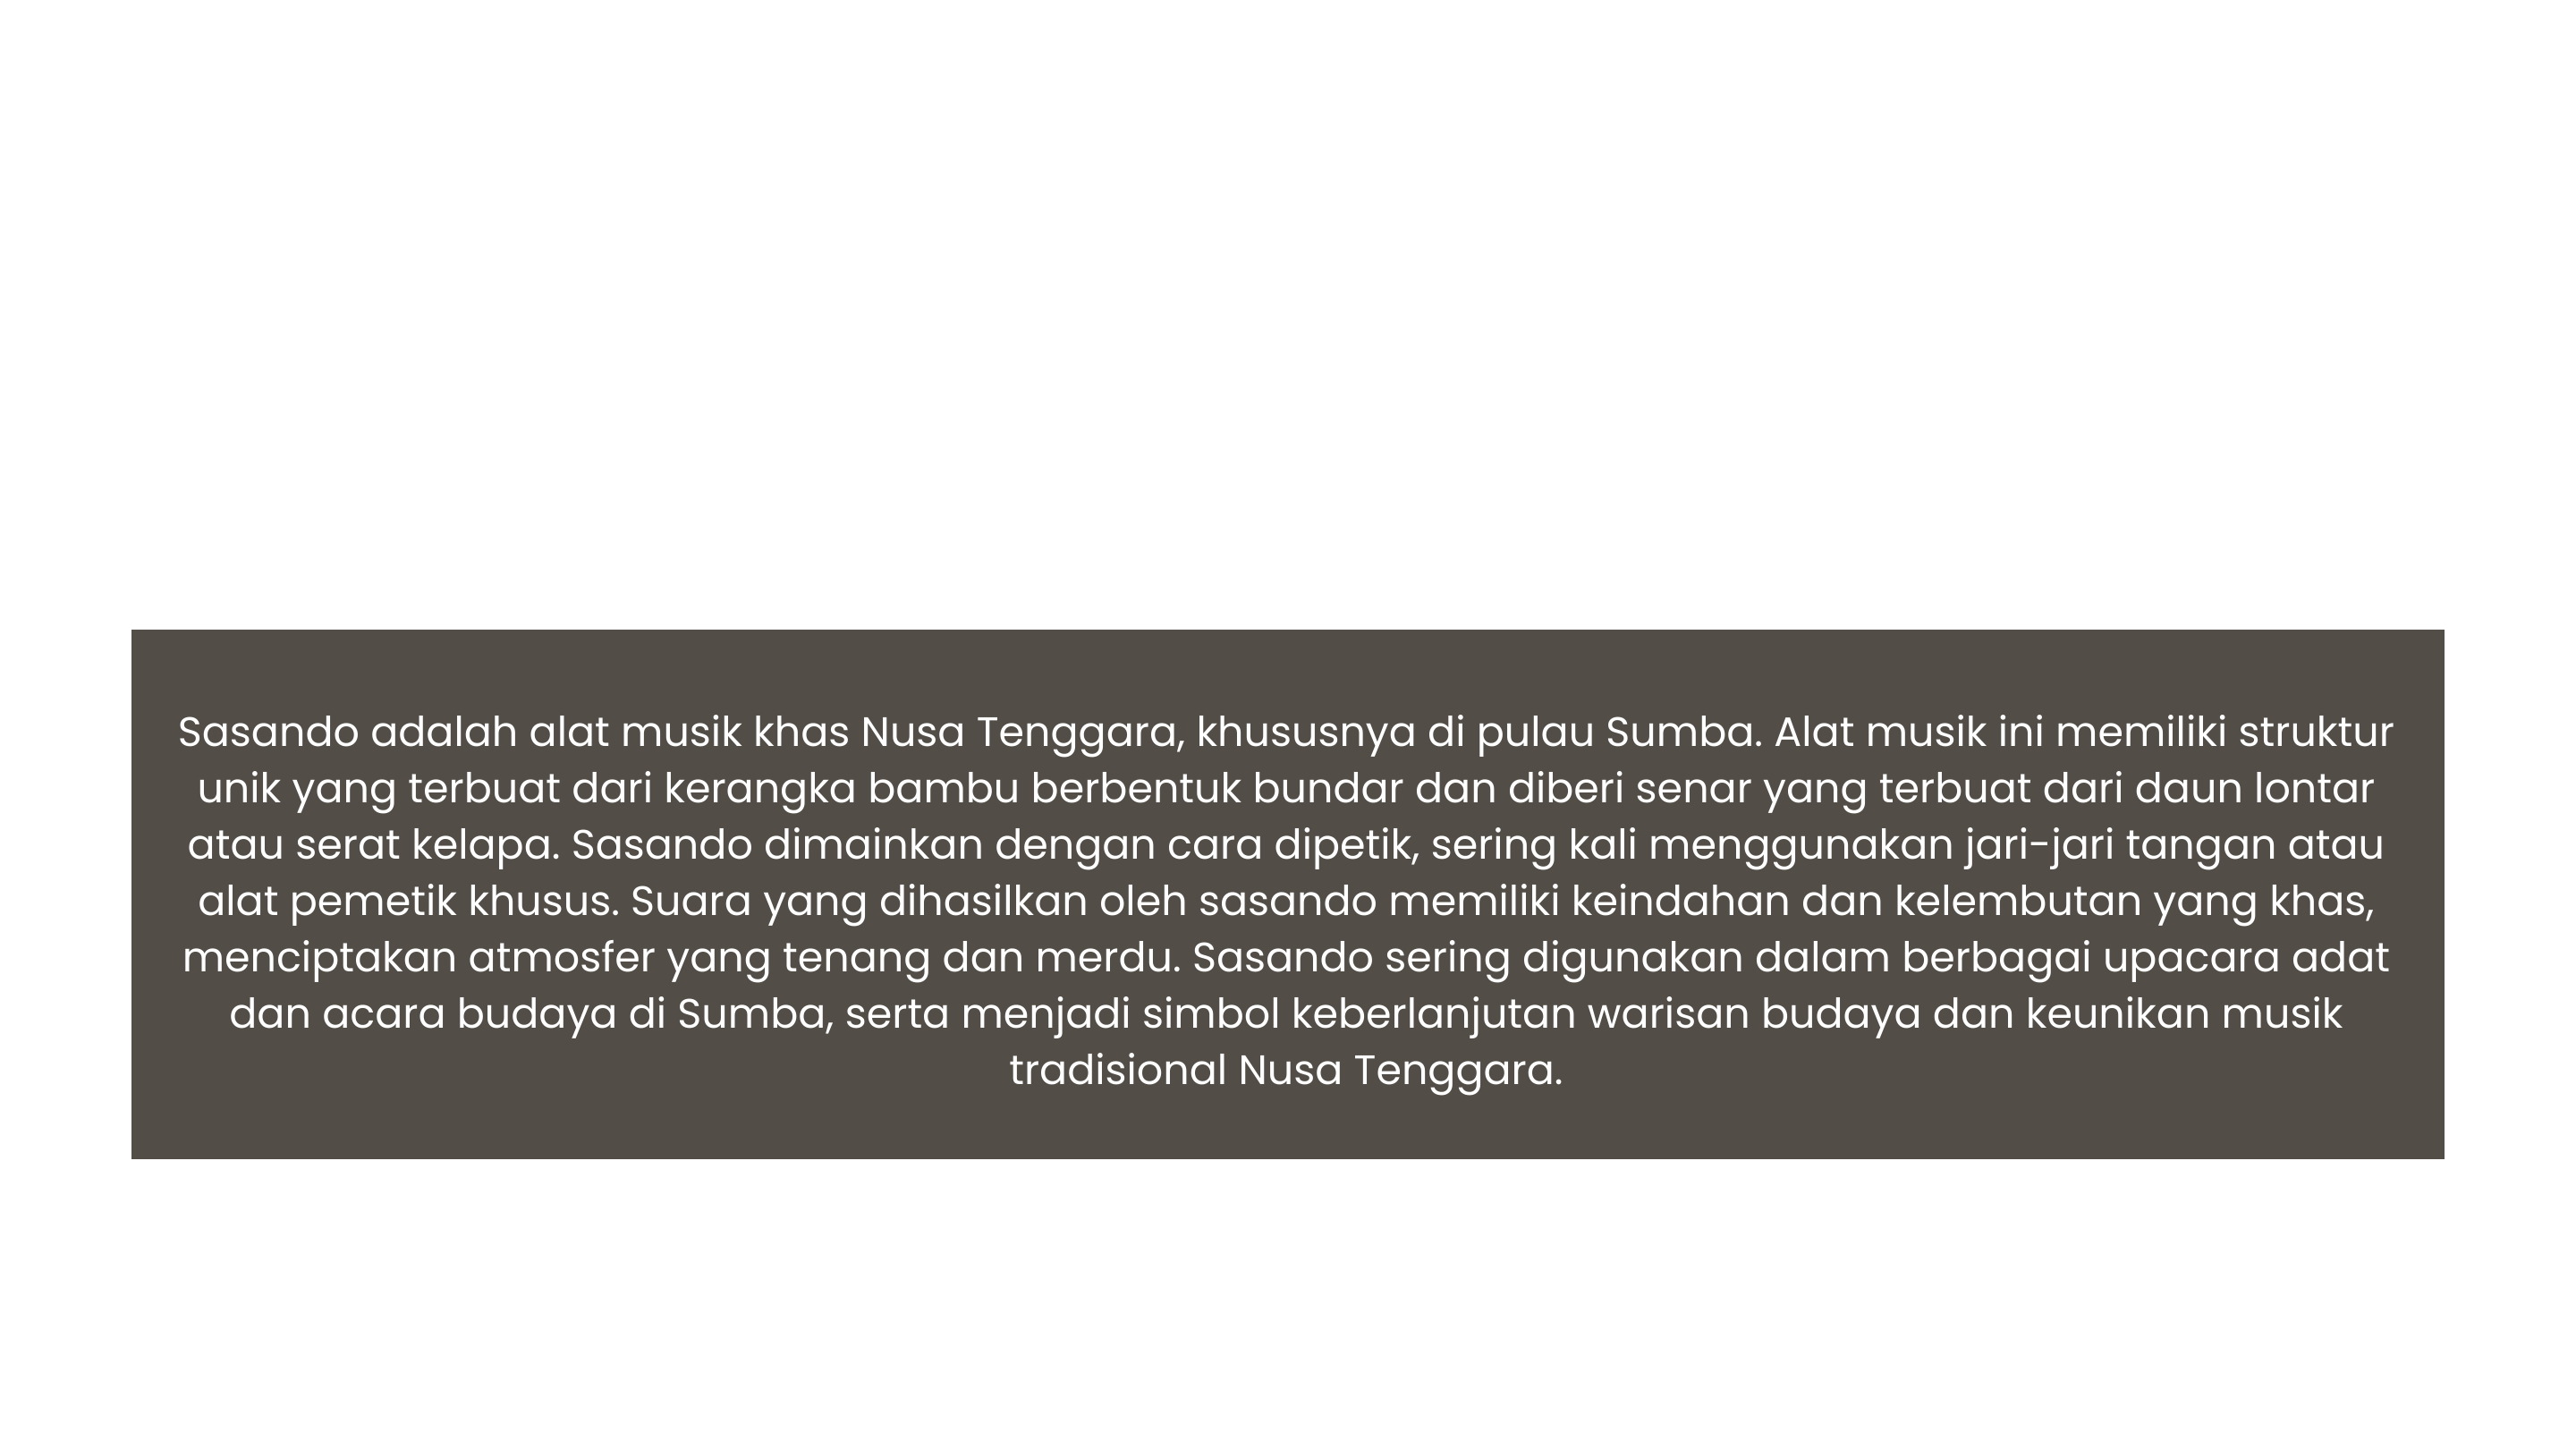 Sasando adalah alat musik khas Nusa Tenggara, khususnya di pulau Sumba. Alat musik ini memiliki struktur
unik yang terbuat dari kerangka bambu berbentuk bundar dan diberi senar yang terbuat dari daun lontar
atau serat kelapa. Sasando dimainkan dengan cara dipetik, sering kali menggunakan jari-jari tangan atau
alat pemetik khusus. Suara yang dihasilkan oleh sasando memiliki keindahan dan kelembutan yang khas,
menciptakan atmosfer yang tenang dan merdu. Sasando sering digunakan dalam berbagai upacara adat
dan acara budaya di Sumba, serta menjadi simbol keberlanjutan warisan budaya dan keunikan musik
tradisional Nusa Tenggara.